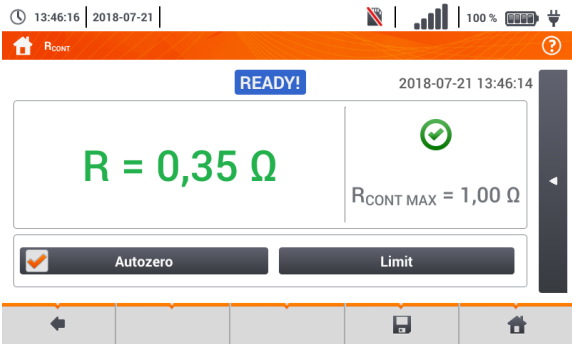 13:46:16 2018-07-21 100 %
RCONT ?
READY! 2018-07-21 13:46:14
R = 0,35 Ω
RCONT MAX = 1,00 Ω
Autozero Limit